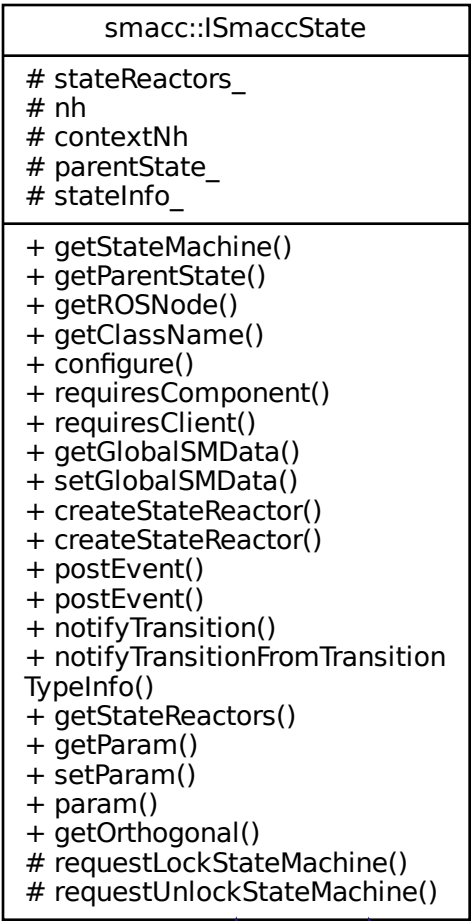 smacc::ISmaccState
# stateReactors_
# nh
# contextNh
# parentState_
# stateInfo_
+ getStateMachine()
+ getParentState()
+ getROSNode()
+ getClassName()
+ configure()
+ requiresComponent()
+ requiresClient()
+ getGlobalSMData()
+ setGlobalSMData()
+ createStateReactor()
+ createStateReactor()
+ postEvent()
+ postEvent()
+ notifyTransition()
+ notifyTransitionFromTransition
TypeInfo()
+ getStateReactors()
+ getParam()
+ setParam()
+ param()
+ getOrthogonal()
# requestLockStateMachine()
# requestUnlockStateMachine()